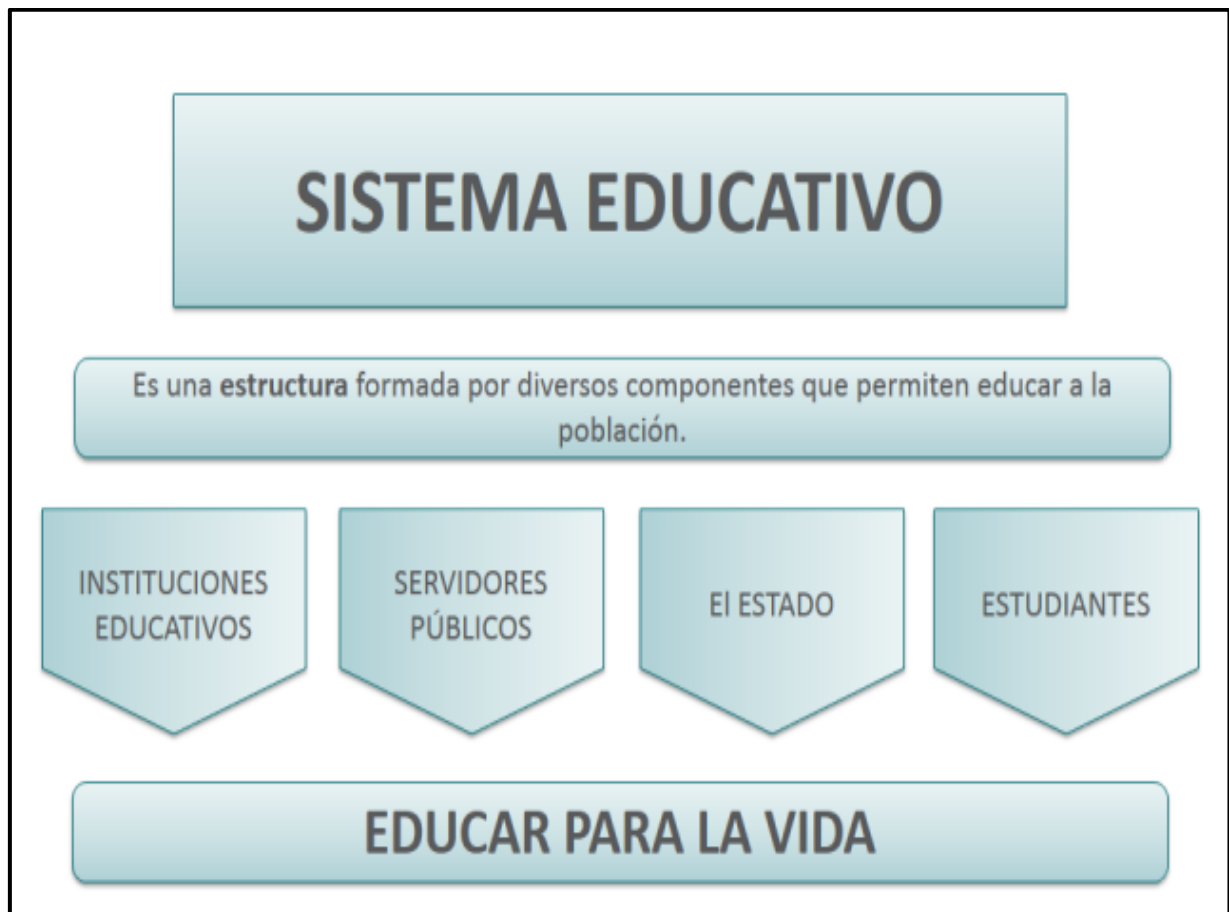 SISTEMA EDUCATIVO
Es una estructura formada por diversos componentes que permiten educar a la
población.
INSTITUCIONES
EDUCATIVOS
SERVIDORES
PÚBLICOS
El ESTADO
ESTUDIANTES
EDUCAR PARA LA VIDA